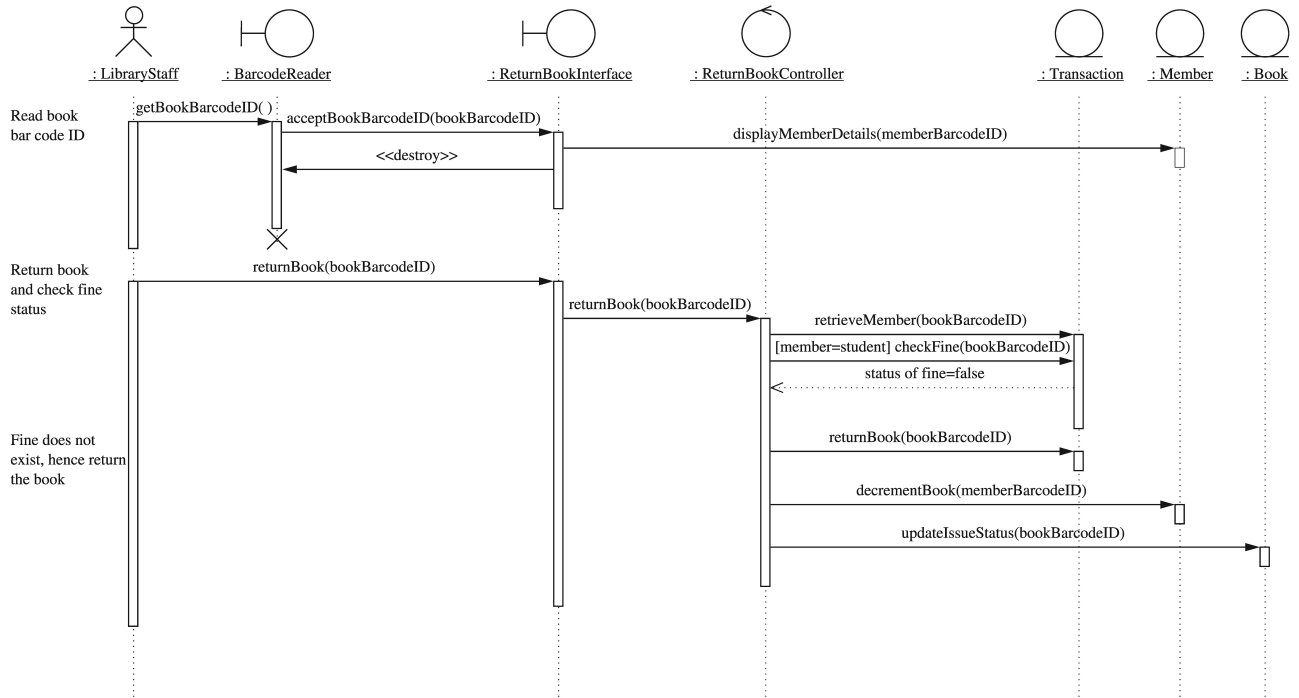 : LibraryStaff
: BarcodeReader
: ReturnBookInterface
: ReturnBookController
: Transaction
: Member
: Book
Read book
bar code ID
getBookBarcodeID( )
acceptBookBarcodeID(bookBarcodeID)
displayMemberDetails(memberBarcodeID)
<<destroy>>
Return book
and check fine
status
returnBook(bookBarcodeID)
returnBook(bookBarcodeID)
retrieveMember(bookBarcodeID)
[member=student] checkFine(bookBarcodeID)
status of fine=false
Fine does not
exist, hence return
the book
returnBook(bookBarcodeID)
decrementBook(memberBarcodeID)
updateIssueStatus(bookBarcodeID)